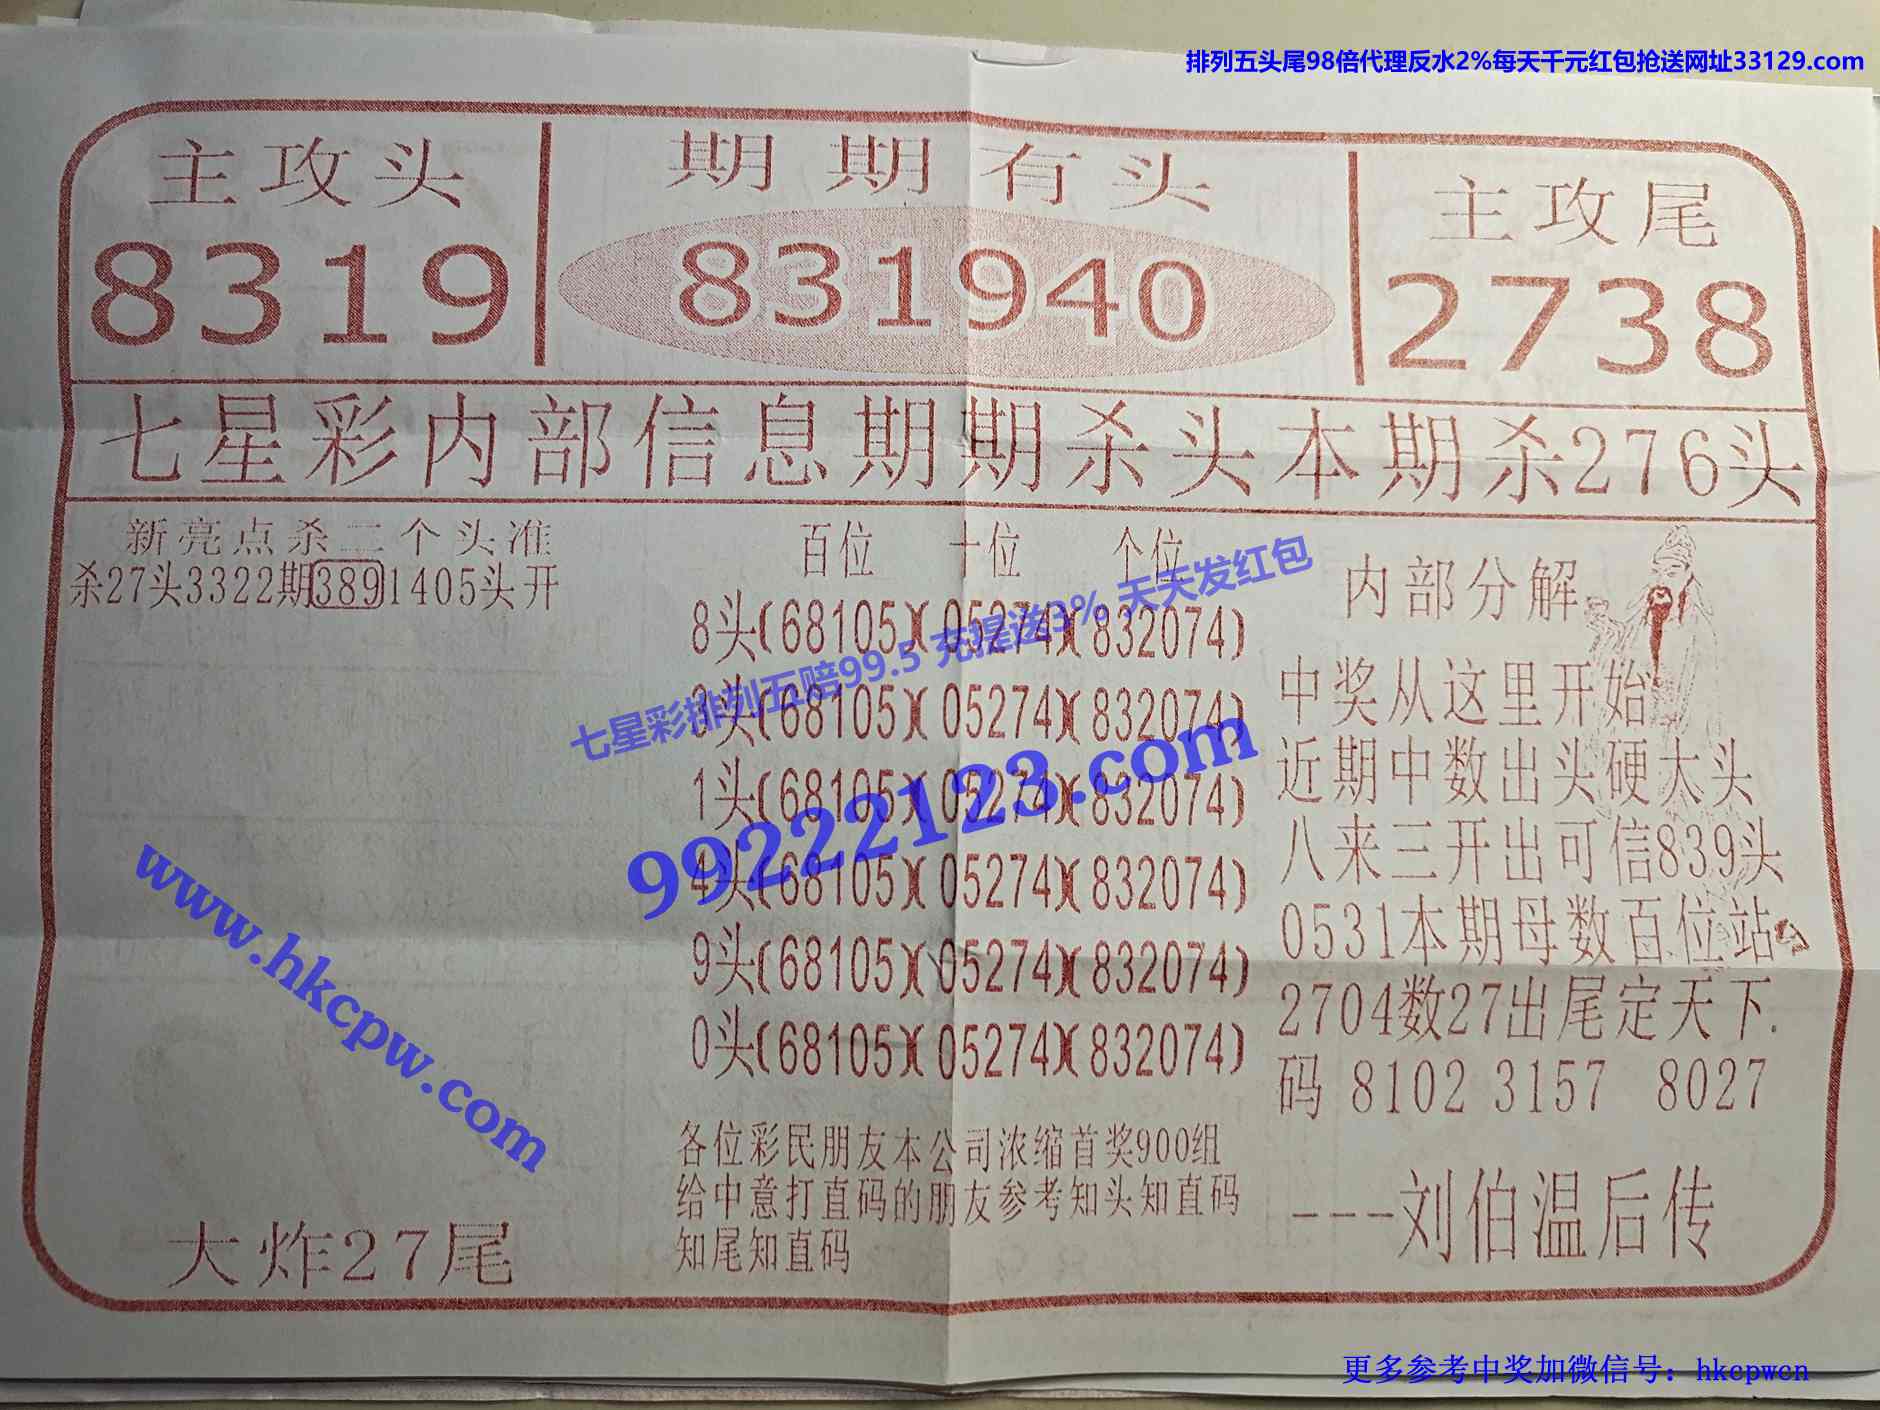 排列五头尾98倍代理反水2%每天千元红包抢送网址33129.com
主攻头
期期有头
主攻尾
8319
831940
2738
七星彩内部信息期期杀头本期杀276头
新亮点杀二个头准
杀27头3322期3891405头开
百位 十位 个位
8头(68105)(05274)(832074)
3头(68105)(05274)(832074)
1头(68105)(05274)(832074)
4头(68105)(05274)(832074)
9头(68105)(05274)(832074)
0头(68105)(05274)(832074)
七星彩排列五赔99.5 充提送3% 天天发红包
99222123.com
www.hkcpw.com
内部分解
中奖从这里开始
近期中数出头硬大头
八来三开出可信839头
0531本期母数百位站
2704数27出尾定天下.
码 8102 3157 8027
---刘伯温后传
各位彩民朋友本公司浓缩首奖900组
给中意打直码的朋友参考知头知直码
知尾知直码
大炸27尾
更多参考中奖加微信号：hkcpwcn